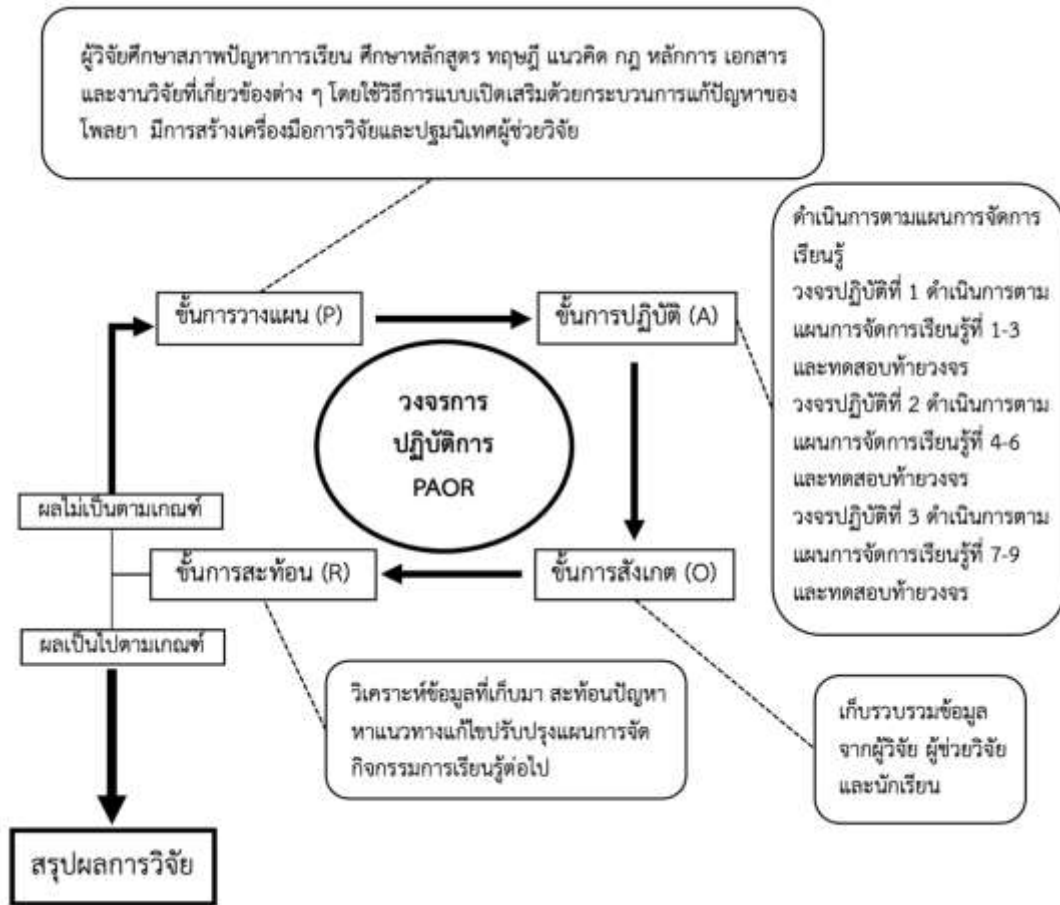 ผู้วิจัยศึกษาสภาพปัญหาการเรียน ศึกษาหลักสูตร ทฤษฎี แนวคิด กฎ หลักการ เอกสาร
และงานวิจัยที่เกี่ยวข้องต่าง ๆ โดยใช้วิธีการแบบเปิดเสริมด้วยกระบวนการแก้ปัญหาของ
โพลยา มีการสร้างเครื่องมือการวิจัยและปฐมนิเทศผู้ช่วยวิจัย
ขั้นการวางแผน (P)
ขั้นการปฏิบัติ (A)
ดำเนินการตามแผนการจัดการ
เรียนรู้
วงจรปฏิบัติที่ 1 ดำเนินการตาม
แผนการจัดการเรียนรู้ที่ 1-3
และทดสอบท้ายวงจร
วงจรปฏิบัติที่ 2 ดำเนินการตาม
แผนการจัดการเรียนรู้ที่ 4-6
และทดสอบท้ายวงจร
วงจรปฏิบัติที่ 3 ดำเนินการตาม
แผนการจัดการเรียนรู้ที่ 7-9
และทดสอบท้ายวงจร
วงจรการ
ปฏิบัติการ
PAOR
ผลไม่เป็นตามเกณฑ์
ขั้นการสะท้อน (R)
ขั้นการสังเกต (O)
ผลเป็นไปตามเกณฑ์
วิเคราะห์ข้อมูลที่เก็บมา สะท้อนปัญหา
หาแนวทางแก้ไขปรับปรุงแผนการจัด
กิจกรรมการเรียนรู้ต่อไป
เก็บรวบรวมข้อมูล
จากผู้วิจัย ผู้ช่วยวิจัย
และนักเรียน
สรุปผลการวิจัย